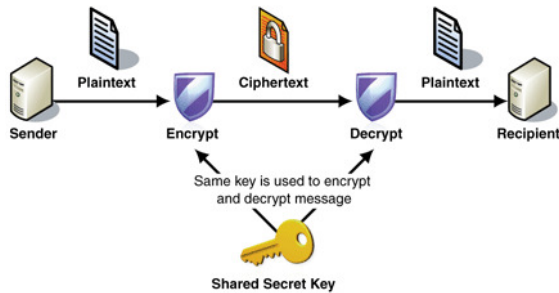 Plaintext
Ciphertext
Plaintext
Sender
Encrypt
Decrypt
Recipient
Same key is used to encrypt
and decrypt message
Shared Secret Key